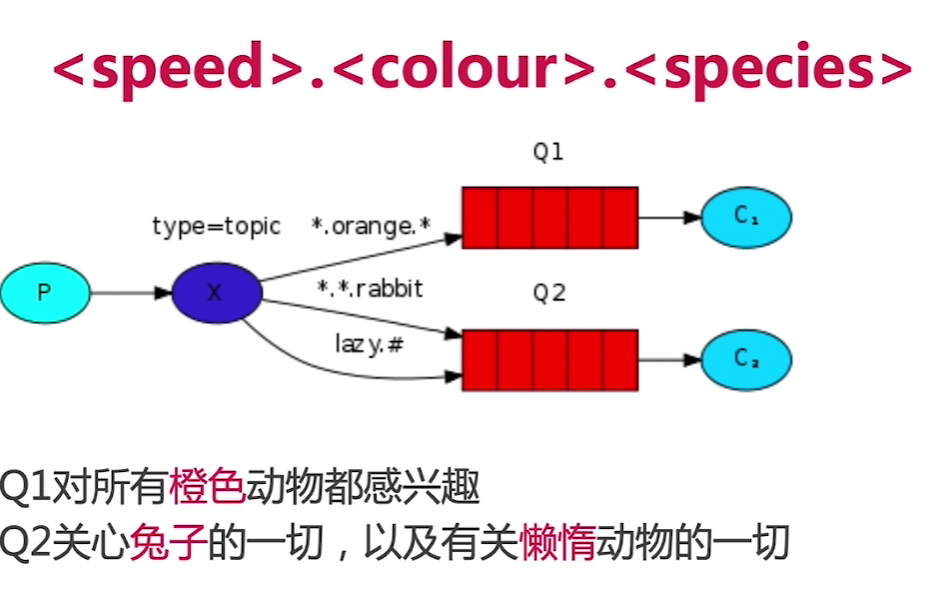 <speed>.<colour>.<species>
Q1
type=topic
*.orange.*
C₁
P
X
*.*.rabbit
Q2
lazy.#
C₂
Q1对所有橙色动物都感兴趣
Q2关心兔子的一切，以及有关懒惰动物的一切